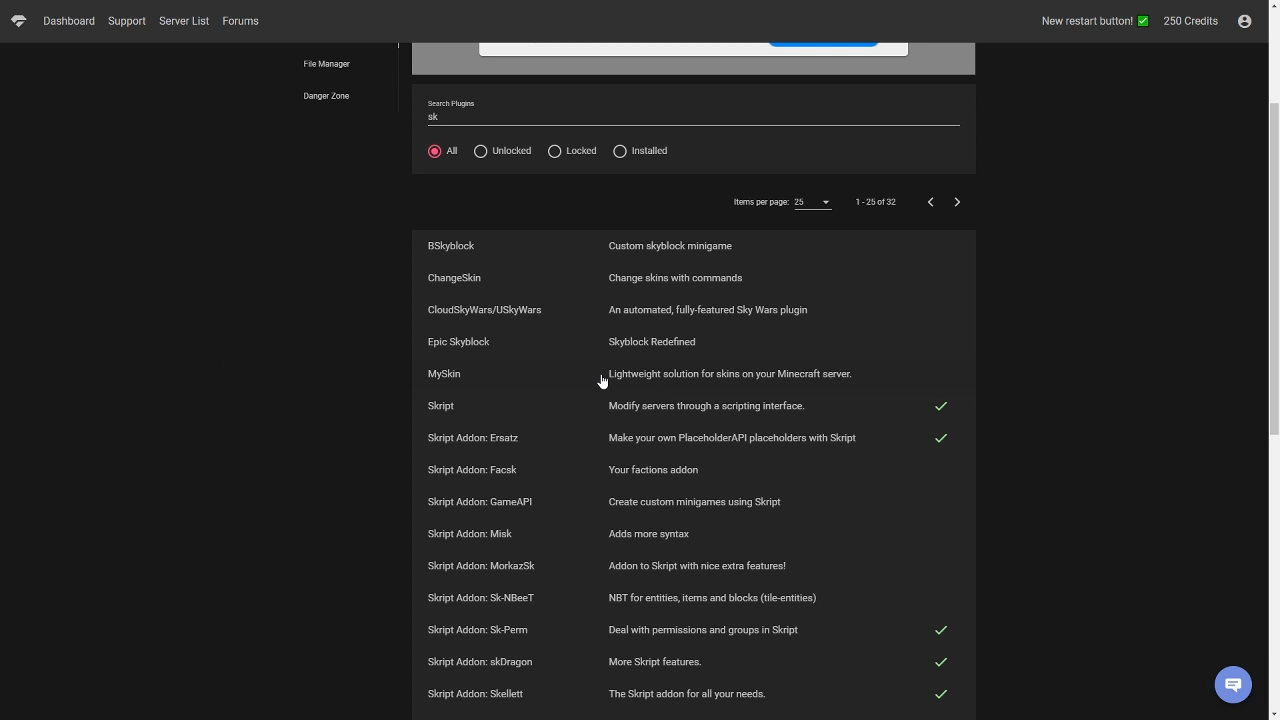 Dashboard Support Server List Forums New restart button! 250 Credits
File Manager
Danger Zone
Search Plugins
sk
All Unlocked Locked Installed
Items per page: 25 1 - 25 of 32
BSkyblock Custom skyblock minigame
ChangeSkin Change skins with commands
CloudSkyWars/USkyWars An automated, fully-featured Sky Wars plugin
Epic Skyblock Skyblock Redefined
MySkin Lightweight solution for skins on your Minecraft server.
Skript Modify servers through a scripting interface.
Skript Addon: Ersatz Make your own PlaceholderAPI placeholders with Skript
Skript Addon: Facsk Your factions addon
Skript Addon: GameAPI Create custom minigames using Skript
Skript Addon: Misk Adds more syntax
Skript Addon: MorkazSk Addon to Skript with nice extra features!
Skript Addon: Sk-NBeeT NBT for entities, items and blocks (tile-entities)
Skript Addon: Sk-Perm Deal with permissions and groups in Skript
Skript Addon: skDragon More Skript features.
Skript Addon: Skellett The Skript addon for all your needs.